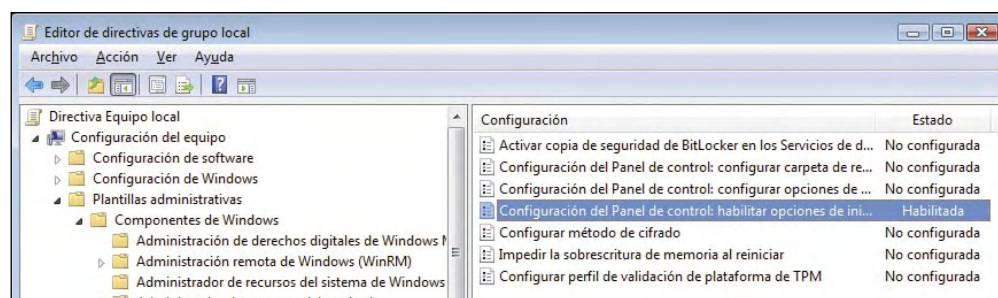 Editor de directivas de grupo local
Archivo Acción Ver Ayuda
Directiva Equipo local
Configuración del equipo
Configuración de software
Configuración de Windows
Plantillas administrativas
Componentes de Windows
Administración de derechos digitales de Windows
Administración remota de Windows (WinRM)
Administrador de recursos del sistema de Windows
Configuración Estado
Activar copia de seguridad de BitLocker en los Servicios de d... No configurada
Configuración del Panel de control: configurar carpeta de re... No configurada
Configuración del Panel de control: configurar opciones de ... No configurada
Configuración del Panel de control: habilitar opciones de ini... Habilitada
Configurar método de cifrado No configurada
Impedir la sobrescritura de memoria al reiniciar No configurada
Configurar perfil de validación de plataforma de TPM No configurada